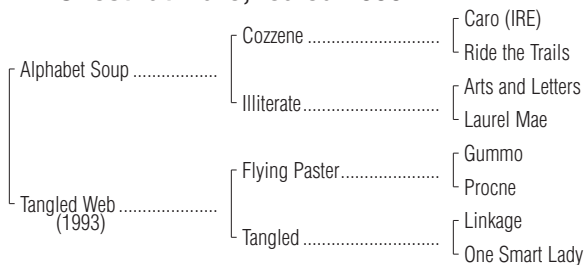 Caro (IRE)
Cozzene ..............................
Ride the Trails
Alphabet Soup ...................
Arts and Letters
Illiterate...............................
Laurel Mae
Gummo
Flying Paster......................
Procne
Tangled Web ......................
(1993)
Linkage
Tangled ..............................
One Smart Lady